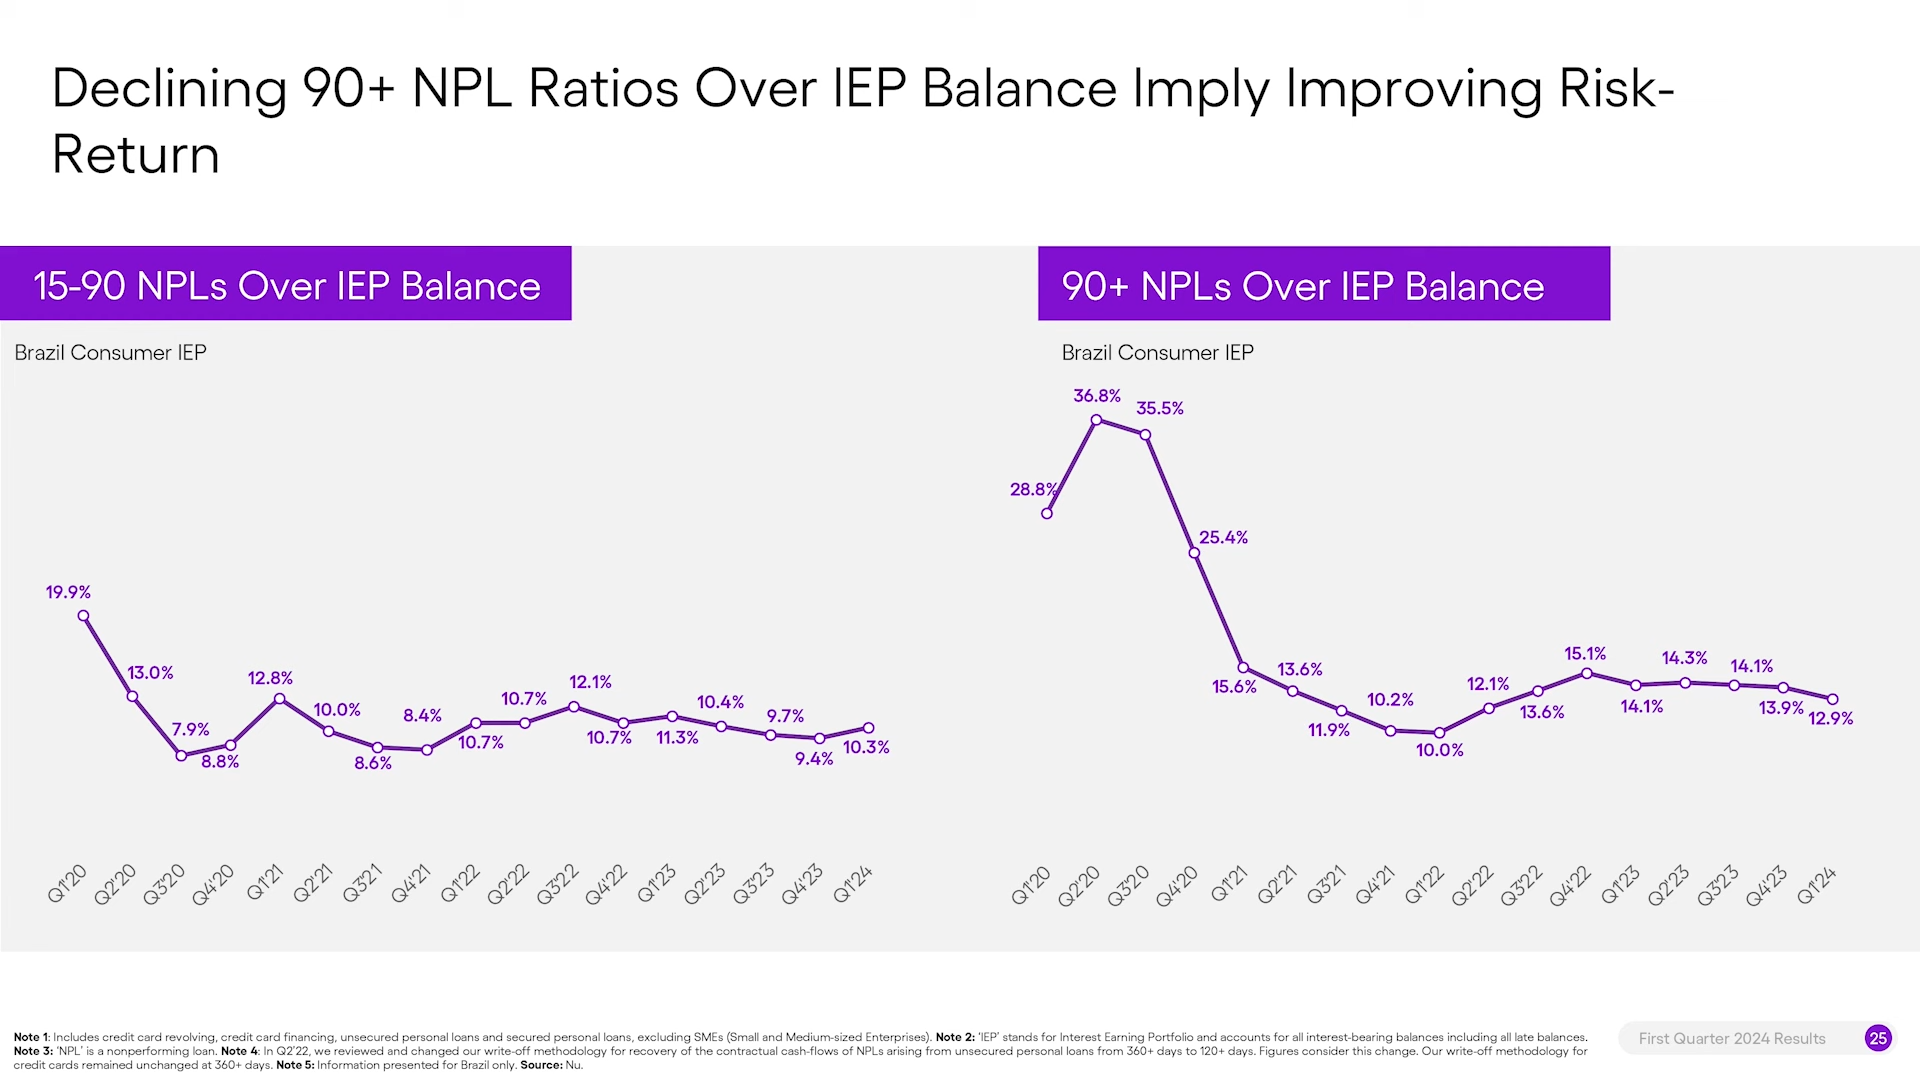 Declining 90+ NPL Ratios Over IEP Balance Imply Improving Risk-
Return
15-90 NPLs Over IEP Balance
Brazil Consumer IEP
19.9%
13.0%
7.9%
8.8%
12.8%
10.0%
8.6%
8.4%
10.7%
10.7%
12.1%
10.7%
11.3%
10.4%
9.7%
9.4%
10.3%
Q1'20
Q2'20
Q3'20
Q4'20
Q1'21
Q2'21
Q3'21
Q4'21
Q1'22
Q2'22
Q3'22
Q4'22
Q1'23
Q2'23
Q3'23
Q4'23
Q1'24
90+ NPLs Over IEP Balance
Brazil Consumer IEP
28.8%
36.8%
35.5%
25.4%
15.6%
13.6%
11.9%
10.2%
10.0%
12.1%
13.6%
15.1%
14.1%
14.3%
14.1%
13.9%
12.9%
Q1'20
Q2'20
Q3'20
Q4'20
Q1'21
Q2'21
Q3'21
Q4'21
Q1'22
Q2'22
Q3'22
Q4'22
Q1'23
Q2'23
Q3'23
Q4'23
Q1'24
Note 1: Includes credit card revolving, credit card financing, unsecured personal loans and secured personal loans, excluding SMEs (Small and Medium-sized Enterprises). Note 2: 'IEP' stands for Interest Earning Portfolio and accounts for all interest-bearing balances including all late balances.
Note 3: 'NPL' is a nonperforming loan. Note 4: In Q2'22, we reviewed and changed our write-off methodology for recovery of the contractual cash-flows of NPLs arising from unsecured personal loans from 360+ days to 120+ days. Figures consider this change. Our write-off methodology for
credit cards remained unchanged at 360+ days. Note 5: Information presented for Brazil only. Source: Nu.
First Quarter 2024 Results 25